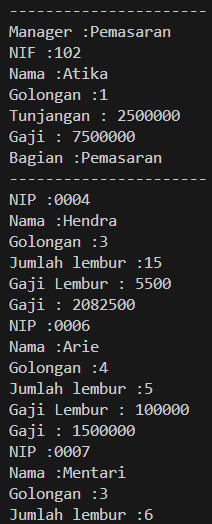 ----------------------
Manager :Pemasaran
NIF :102
Nama :Atika
Golongan :1
Tunjangan : 2500000
Gaji : 7500000
Bagian :Pemasaran
----------------------
NIP :0004
Nama :Hendra
Golongan :3
Jumlah lembur :15
Gaji Lembur : 5500
Gaji : 2082500
NIP :0006
Nama :Arie
Golongan :4
Jumlah lembur :5
Gaji Lembur : 100000
Gaji : 1500000
NIP :0007
Nama :Mentari
Golongan :3
Jumlah lembur :6